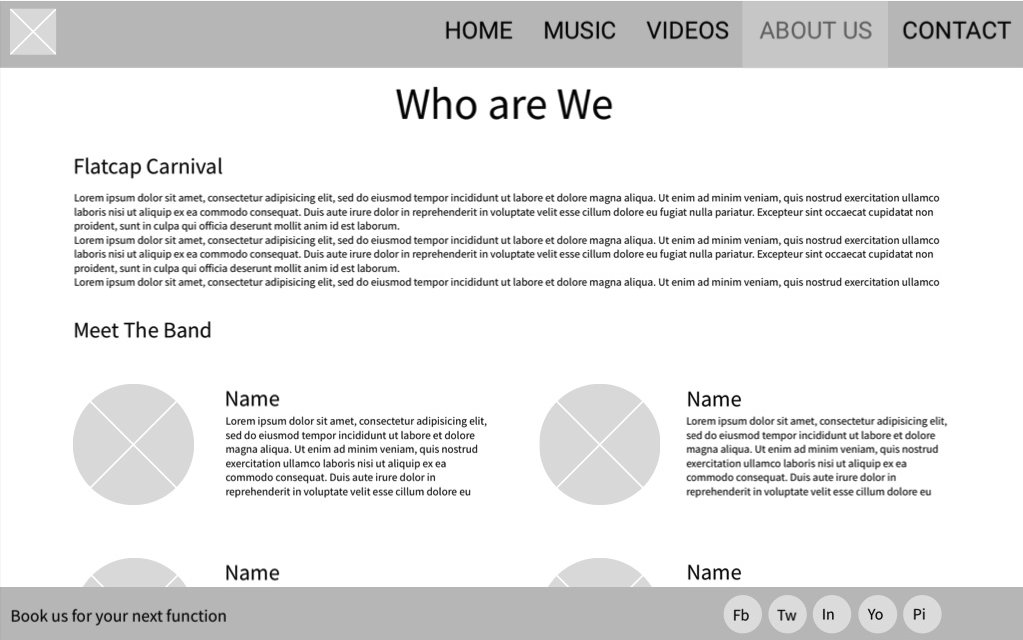 HOME MUSIC VIDEOS ABOUT US CONTACT
Who are We
Flatcap Carnival
Lorem ipsum dolor sit amet, consectetur adipisicing elit, sed do eiusmod tempor incididunt ut labore et dolore magna aliqua. Ut enim ad minim veniam, quis nostrud exercitation ullamco
laboris nisi ut aliquip ex ea commodo consequat. Duis aute irure dolor in reprehenderit in voluptate velit esse cillum dolore eu fugiat nulla pariatur. Excepteur sint occaecat cupidatat non
proident, sunt in culpa qui officia deserunt mollit anim id est laborum.
Lorem ipsum dolor sit amet, consectetur adipisicing elit, sed do eiusmod tempor incididunt ut labore et dolore magna aliqua. Ut enim ad minim veniam, quis nostrud exercitation ullamco
laboris nisi ut aliquip ex ea commodo consequat. Duis aute irure dolor in reprehenderit in voluptate velit esse cillum dolore eu fugiat nulla pariatur. Excepteur sint occaecat cupidatat non
proident, sunt in culpa qui officia deserunt mollit anim id est laborum.
Lorem ipsum dolor sit amet, consectetur adipisicing elit, sed do eiusmod tempor incididunt ut labore et dolore magna aliqua. Ut enim ad minim veniam, quis nostrud exercitation ullamco
Meet The Band
Name
Lorem ipsum dolor sit amet, consectetur adipisicing elit,
sed do eiusmod tempor incididunt ut labore et dolore
magna aliqua. Ut enim ad minim veniam, quis nostrud
exercitation ullamco laboris nisi ut aliquip ex ea
commodo consequat. Duis aute irure dolor in
reprehenderit in voluptate velit esse cillum dolore eu
Name
Lorem ipsum dolor sit amet, consectetur adipisicing elit,
sed do eiusmod tempor incididunt ut labore et dolore
magna aliqua. Ut enim ad minim veniam, quis nostrud
exercitation ullamco laboris nisi ut aliquip ex ea
commodo consequat. Duis aute irure dolor in
reprehenderit in voluptate velit esse cillum dolore eu
Name
Name
Book us for your next function
Fb Tw In Yo Pi